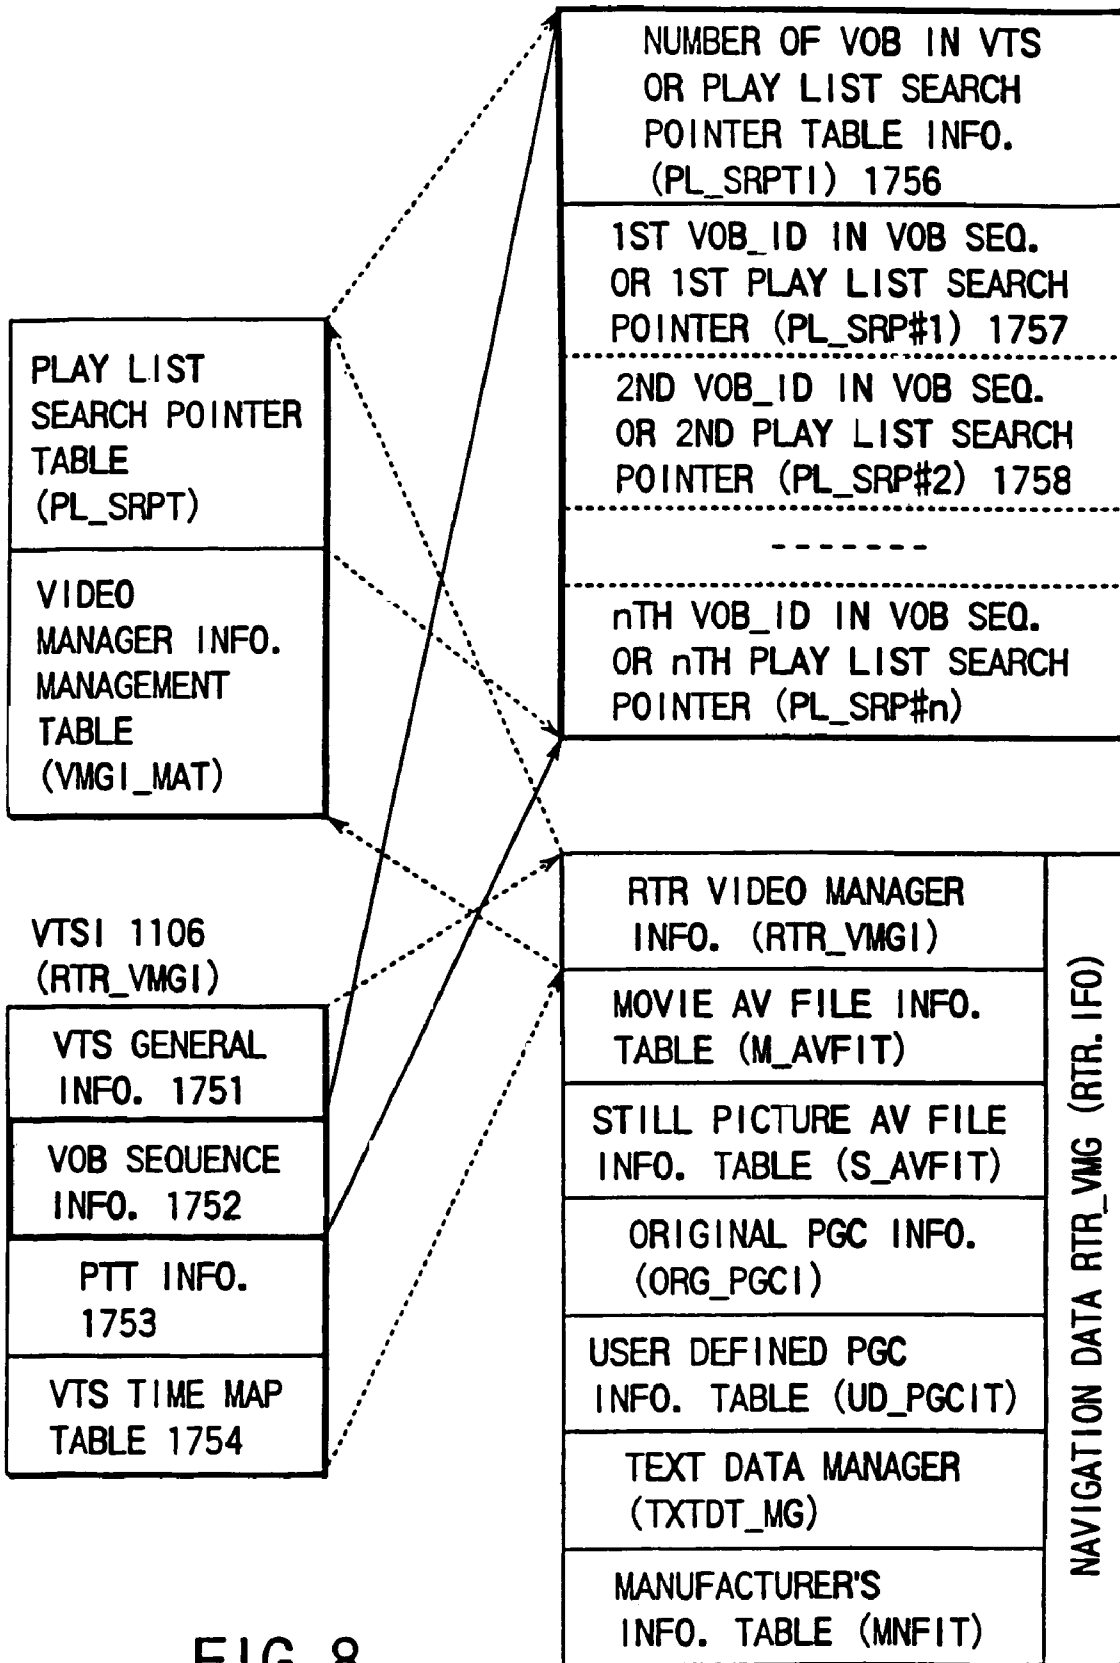 NUMBER OF VOB IN VTS
OR PLAY LIST SEARCH
POINTER TABLE INFO.
(PL_SRPTI) 1756
1ST VOB_ID IN VOB SEQ.
OR 1ST PLAY LIST SEARCH
POINTER (PL_SRP#1) 1757
2ND VOB_ID IN VOB SEQ.
OR 2ND PLAY LIST SEARCH
POINTER (PL_SRP#2) 1758
-------
nTH VOB_ID IN VOB SEQ.
OR nTH PLAY LIST SEARCH
POINTER (PL_SRP#n)
PLAY LIST
SEARCH POINTER
TABLE
(PL_SRPT)
VIDEO
MANAGER INFO.
MANAGEMENT
TABLE
(VMGI_MAT)
VTSI 1106
(RTR_VMGI)
VTS GENERAL
INFO. 1751
VOB SEQUENCE
INFO. 1752
PTT INFO.
1753
VTS TIME MAP
TABLE 1754
RTR VIDEO MANAGER
INFO. (RTR_VMGI)
MOVIE AV FILE INFO.
TABLE (M_AVFIT)
STILL PICTURE AV FILE
INFO. TABLE (S_AVFIT)
ORIGINAL PGC INFO.
(ORG_PGCI)
USER DEFINED PGC
INFO. TABLE (UD_PGCIT)
TEXT DATA MANAGER
(TXTDT_MG)
MANUFACTURER'S
INFO. TABLE (MNFIT)
NAVIGATION DATA RTR_VMG (RTR.IFO)
FIG. 8